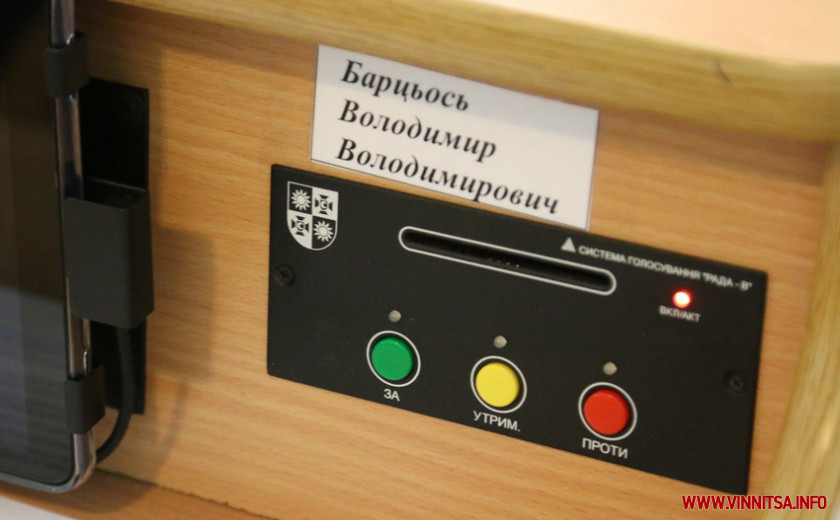 Барцьось
Володимир
Володимирович
СИСТЕМА ГОЛОСУВАННЯ "РАДА - В"
ВКЛ/АКТ
ЗА
УТРИМ.
ПРОТИ
WWW.VINNITSA.INFO